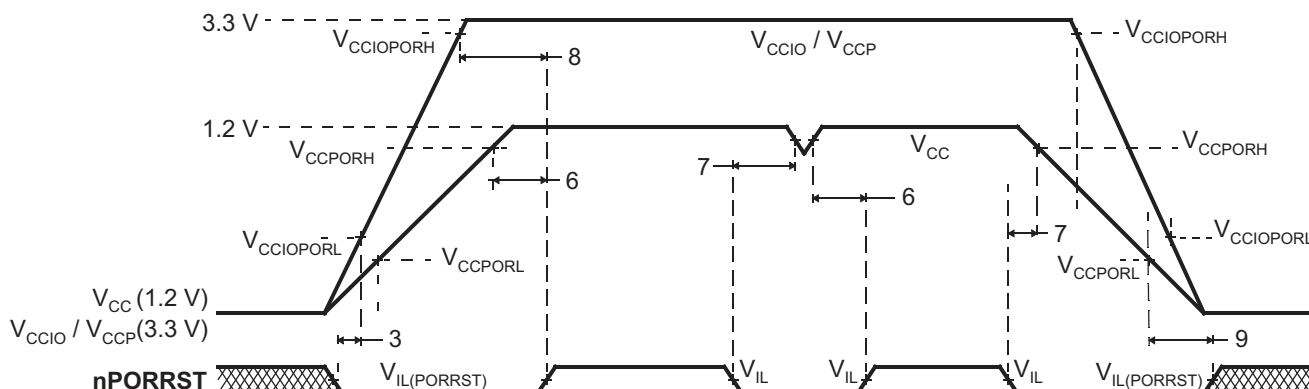 3.3 V
V_CCIOPORH
V_CCIO / V_CCP
V_CCIOPORH
8
1.2 V
V_CCPORH
V_CC
V_CCPORH
7
6
6
7
V_CCIOPORL
V_CCPORL
V_CCIOPORL
V_CCPORL
V_CC (1.2 V)
V_CCIO / V_CCP(3.3 V)
3
9
nPORRST
V_IL(PORRST)
V_IL
V_IL
V_IL
V_IL(PORRST)